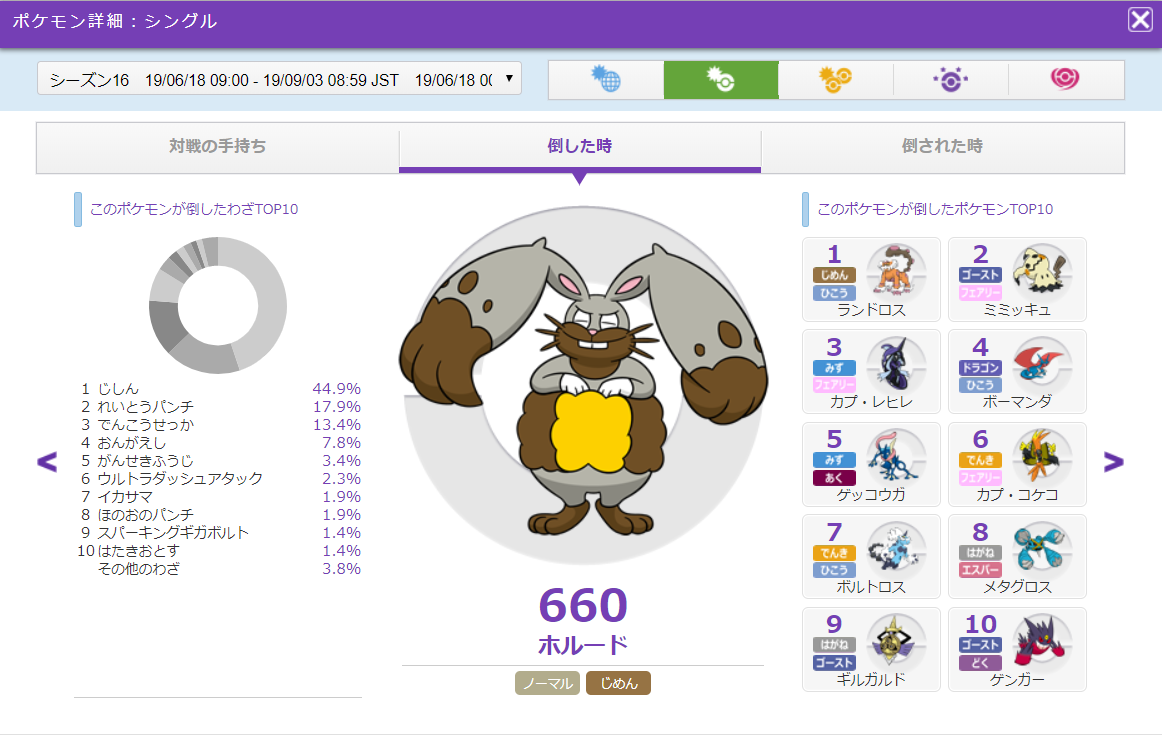 ポケモン詳細：シングル
シーズン16 19/06/18 09:00 - 19/09/03 08:59 JST 19/06/18 00
対戦の手持ち
倒した時
倒された時
このポケモンが倒したわざTOP10
1 じしん 44.9%
2 れいとうパンチ 17.9%
3 でんこうせっか 13.4%
4 おんがえし 7.8%
5 がんせきふうじ 3.4%
6 ウルトラダッシュアタック 2.3%
7 イカサマ 1.9%
8 ほのおのパンチ 1.9%
9 スパーキングギガボルト 1.4%
10 はたきおとす 1.4%
その他のわざ 3.8%
660
ホルード
ノーマル じめん
このポケモンが倒したポケモンTOP10
1
じめん
ひこう
ランドロス
2
ゴースト
フェアリー
ミミッキュ
3
みず
フェアリー
カプ・レヒレ
4
ドラゴン
ひこう
ボーマンダ
5
みず
あく
ゲッコウガ
6
でんき
フェアリー
カプ・コケコ
7
でんき
ひこう
ボルトロス
8
はがね
エスパー
メタグロス
9
はがね
ゴースト
ギルガルド
10
ゴースト
どく
ゲンガー